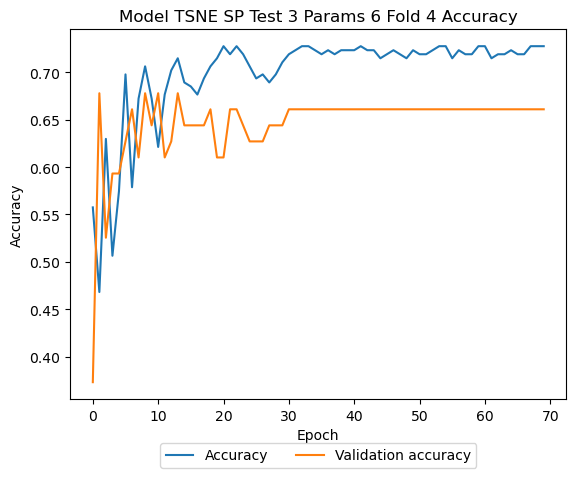 Model TSNE SP Test 3 Params 6 Fold 4 Accuracy
0.70
0.65
0.60
0.55
0.50
0.45
0.40
Accuracy
0 10 20 30 40 50 60 70
Epoch
Accuracy Validation accuracy